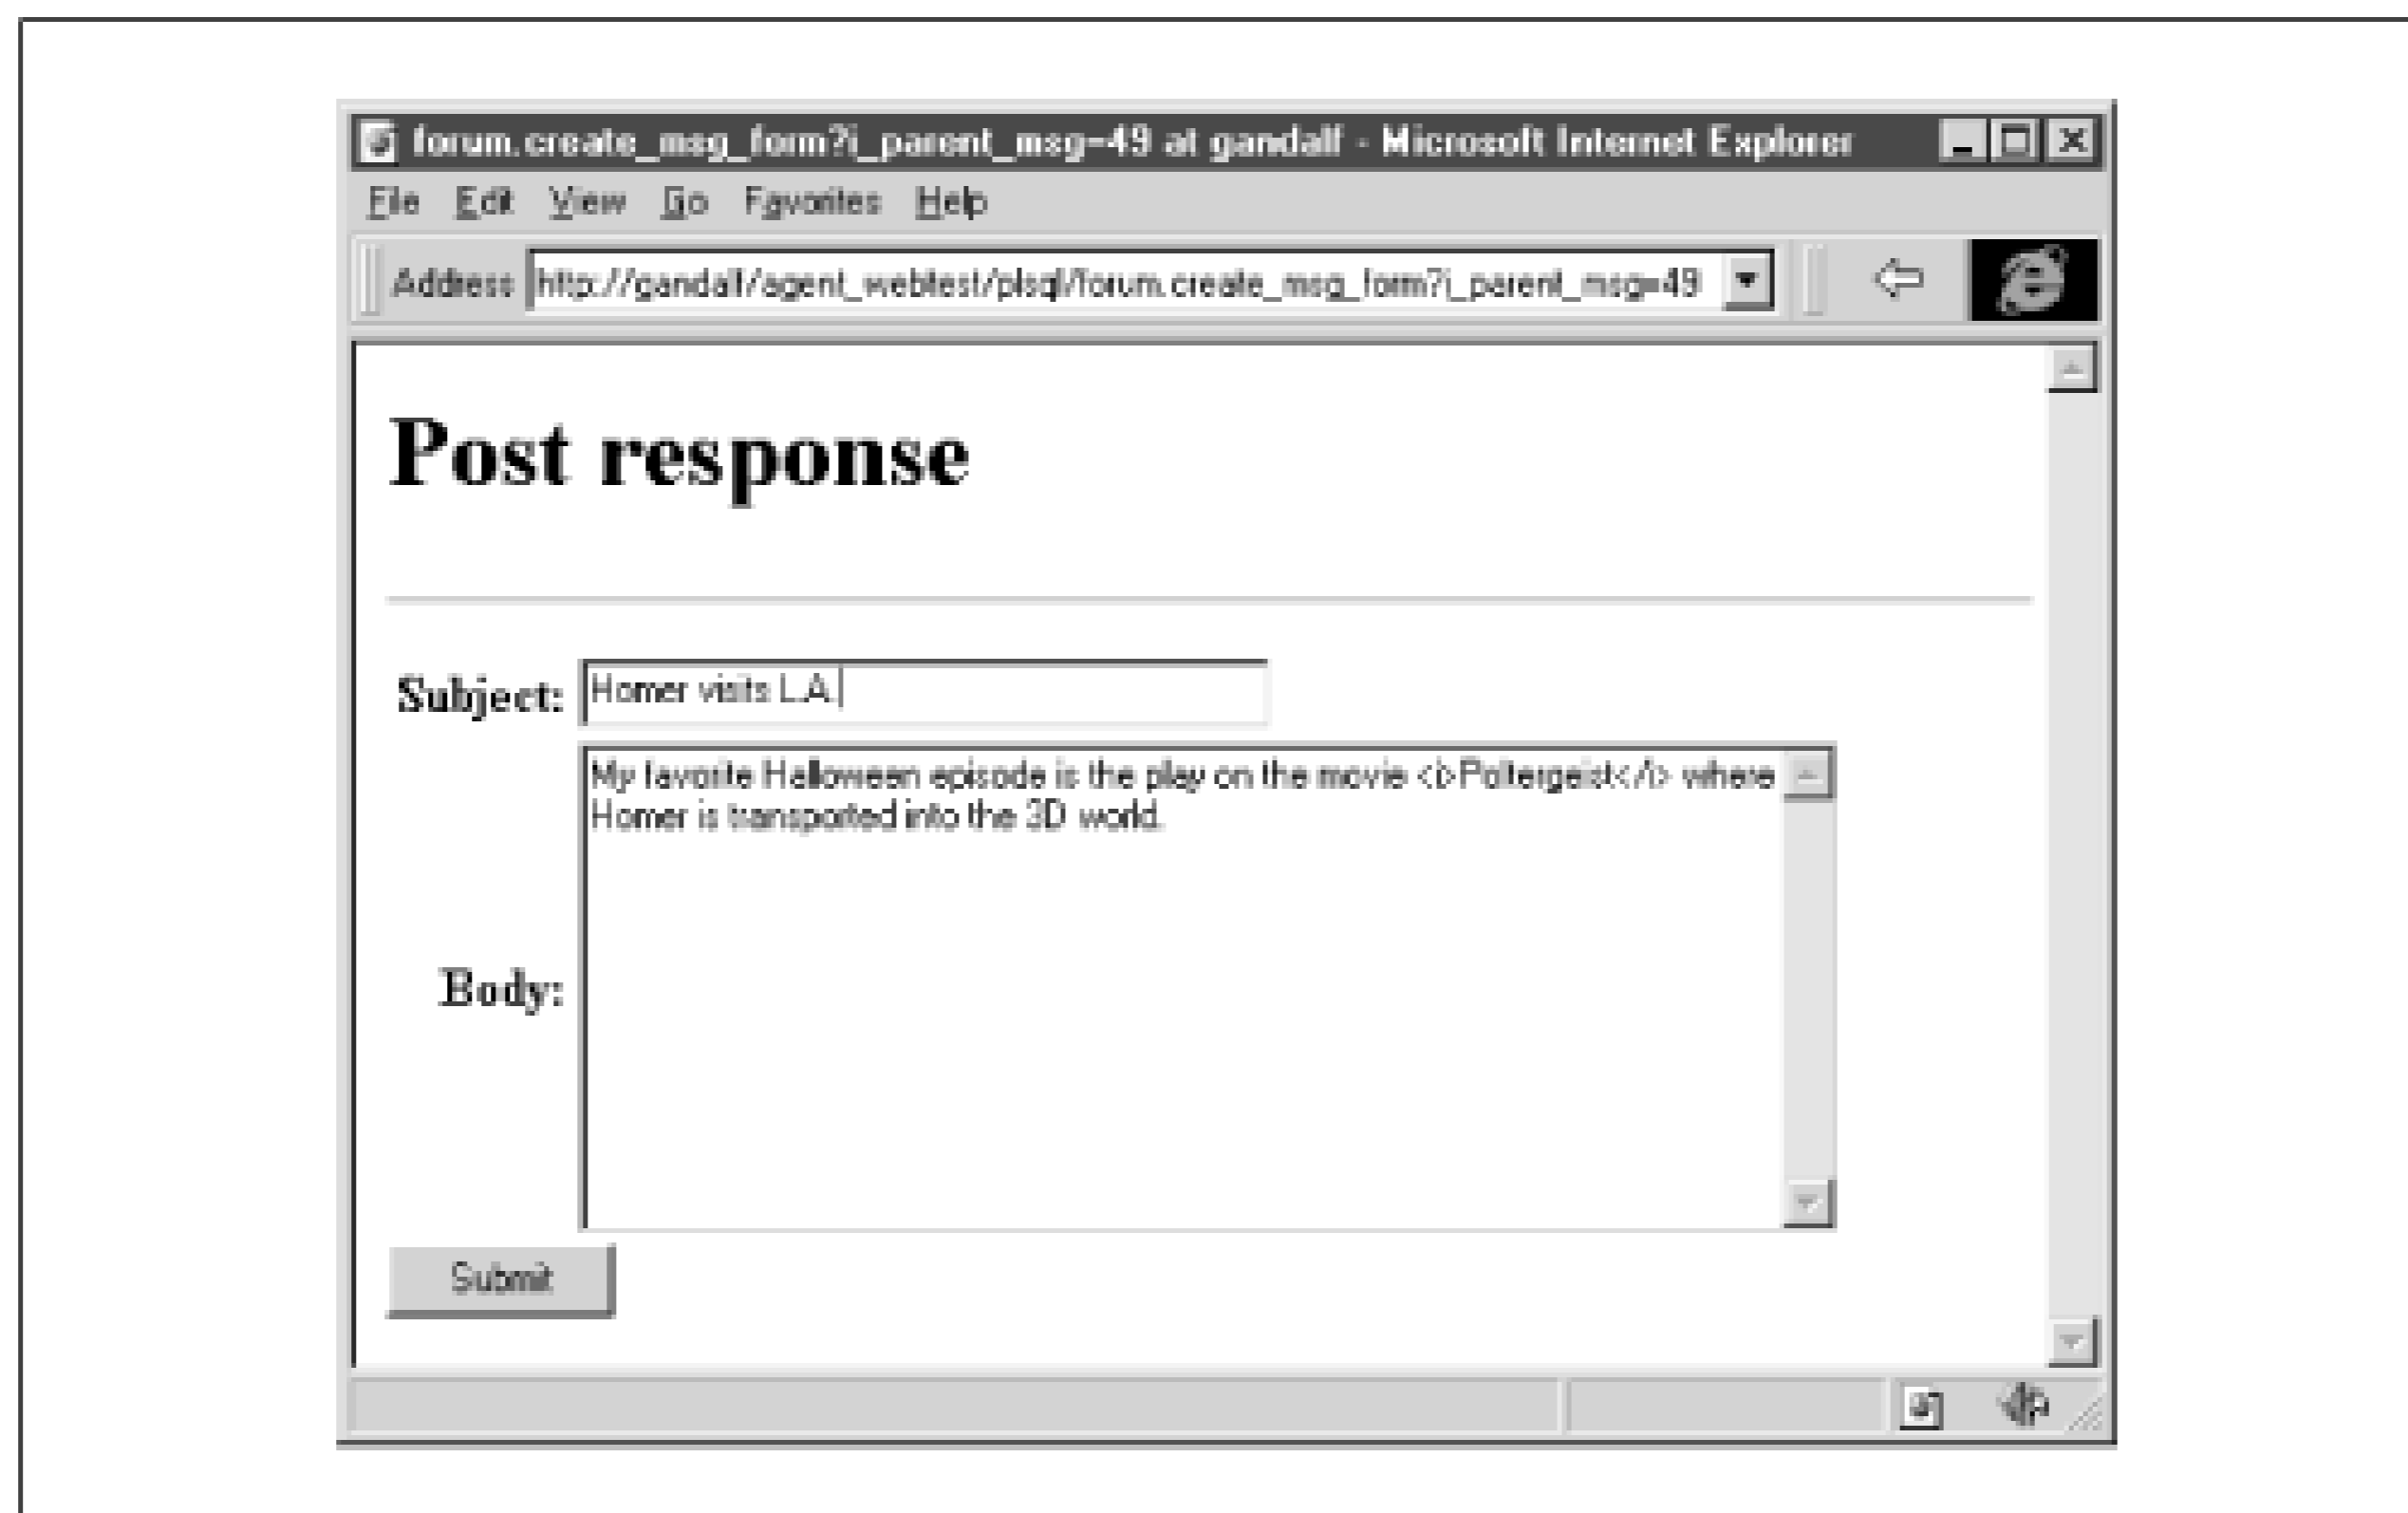 forum.create_msg_form?i_parent_msg=49 at gandalf - Microsoft Internet Explorer
File Edit View Go Favorites Help
Address http://gandalf/agent_webtest/plsql/forum.create_msg_form?i_parent_msg=49
Post response
Subject: Homer visits L.A.
My favorite Halloween episode is the play on the movie <b>Poltergeist</b> where
Homer is transported into the 3D world.
Body:
Submit